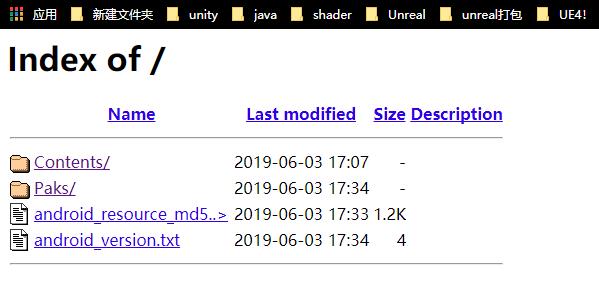 应用 新建文件夹 unity java shader Unreal unreal打包 UE4!
Index of /
Name Last modified Size Description
Contents/ 2019-06-03 17:07 -
Paks/ 2019-06-03 17:34 -
android_resource_md5..> 2019-06-03 17:33 1.2K
android_version.txt 2019-06-03 17:34 4